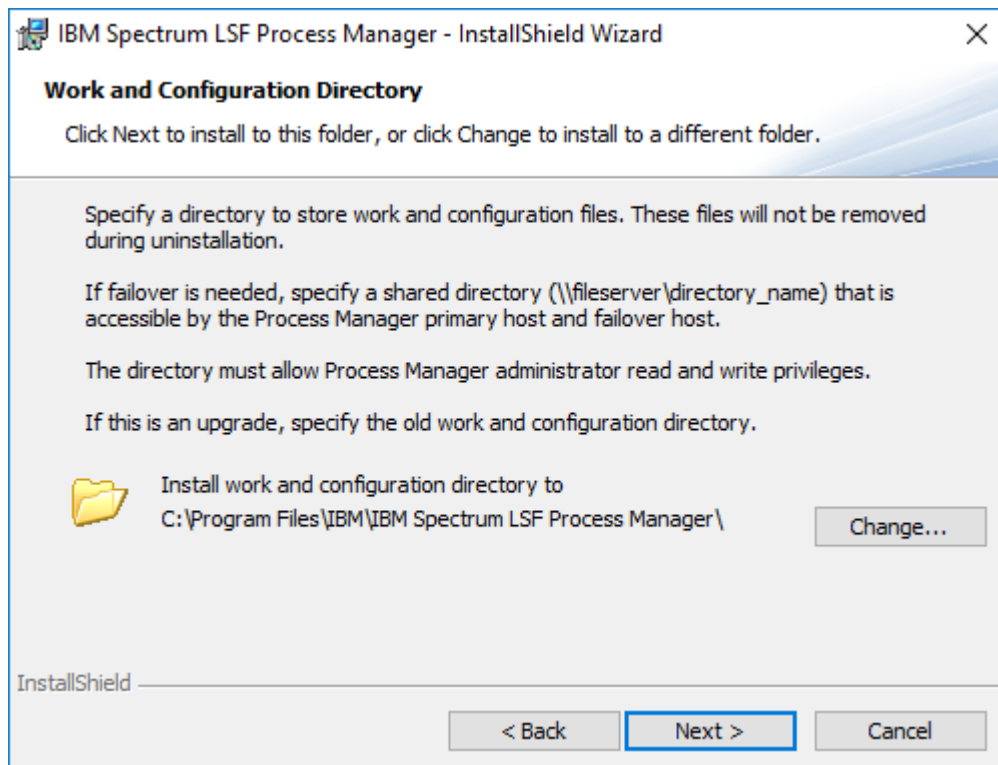 IBM Spectrum LSF Process Manager - InstallShield Wizard
Work and Configuration Directory
Click Next to install to this folder, or click Change to install to a different folder.
Specify a directory to store work and configuration files. These files will not be removed
during uninstallation.
If failover is needed, specify a shared directory (\\fileserver\directory_name) that is
accessible by the Process Manager primary host and failover host.
The directory must allow Process Manager administrator read and write privileges.
If this is an upgrade, specify the old work and configuration directory.
Install work and configuration directory to
C:\Program Files\IBM\IBM Spectrum LSF Process Manager\
Change...
InstallShield
< Back
Next >
Cancel